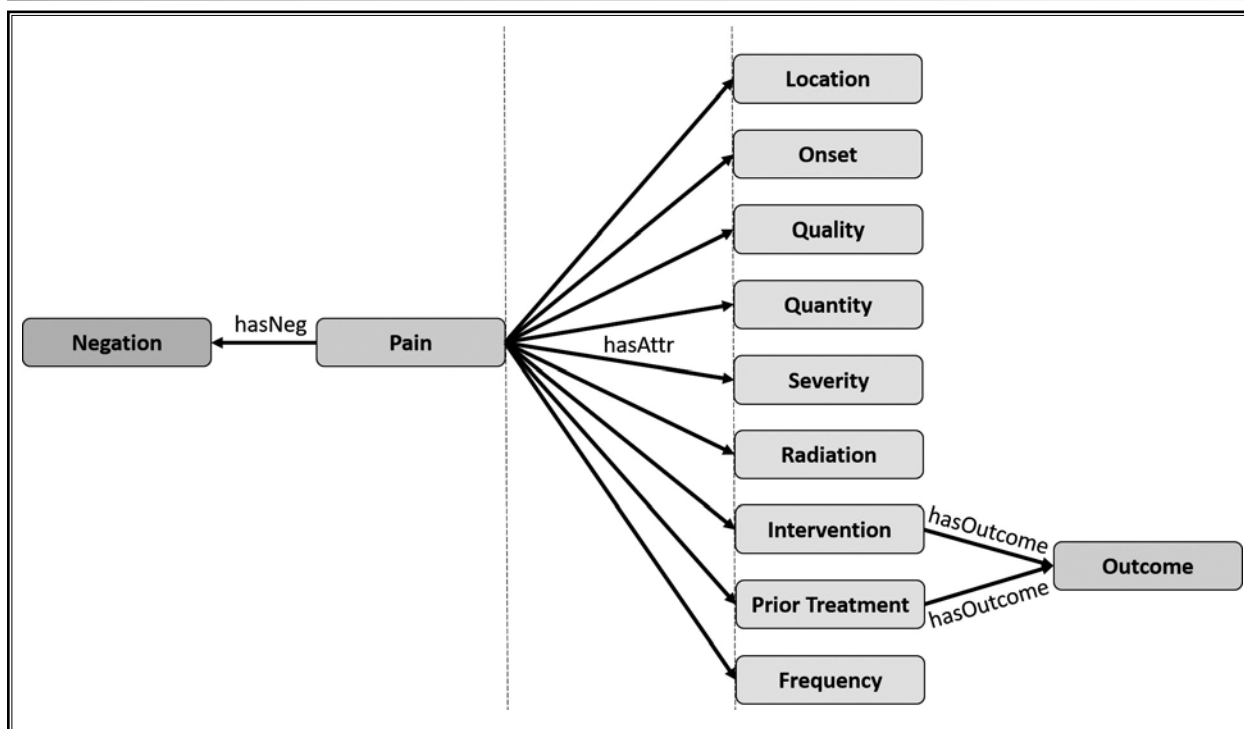 Location
Onset
Quality
Quantity
hasNeg
Negation
Pain
hasAttr
Severity
Radiation
Intervention
hasOutcome
Outcome
Prior Treatment
hasOutcome
Frequency